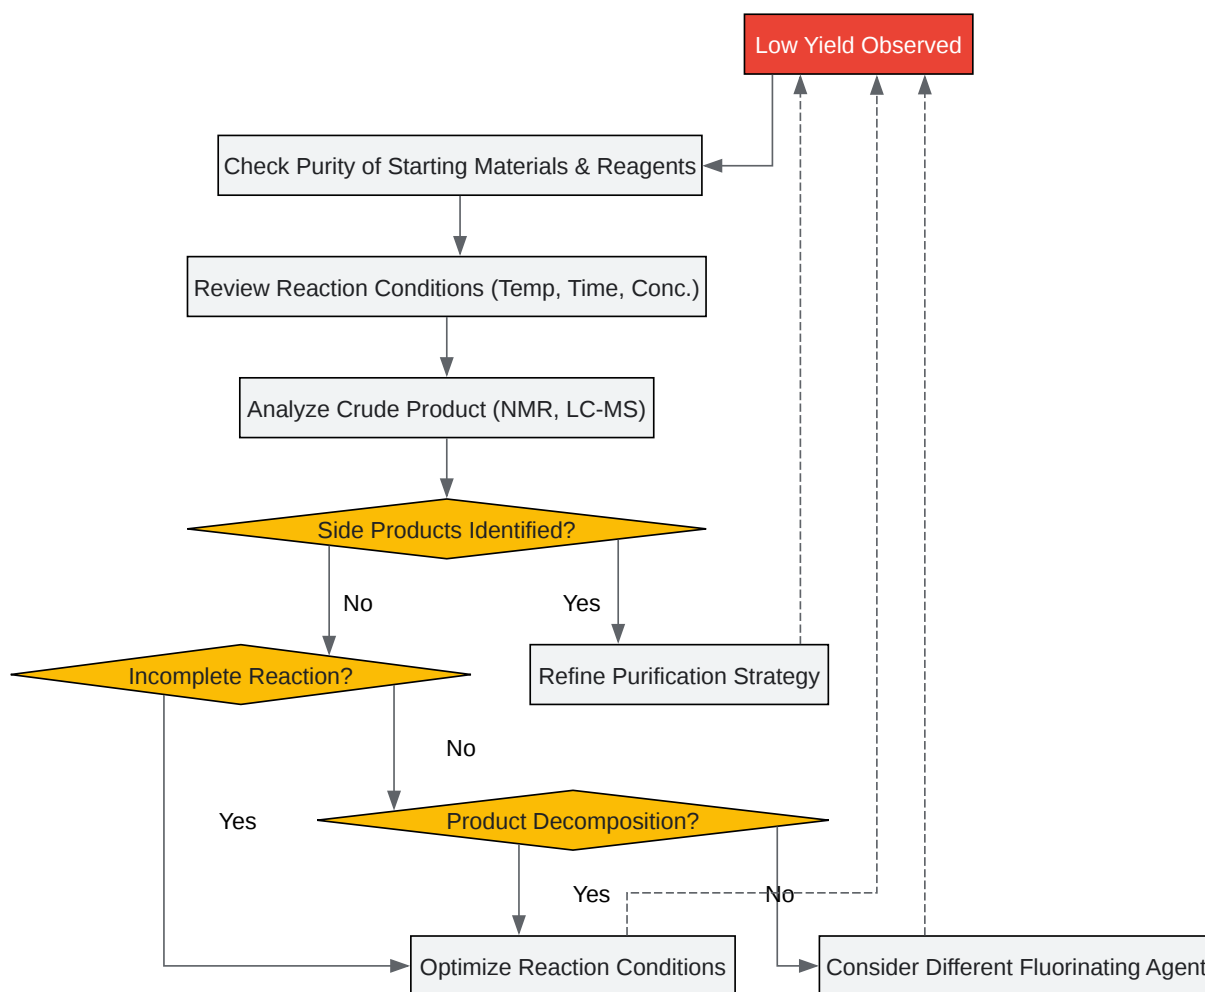 Low Yield Observed
Check Purity of Starting Materials & Reagents
Review Reaction Conditions (Temp, Time, Conc.)
Analyze Crude Product (NMR, LC-MS)
Side Products Identified?
No
Yes
Incomplete Reaction?
Refine Purification Strategy
No
Yes
Product Decomposition?
Yes
No
Optimize Reaction Conditions
Consider Different Fluorinating Agent